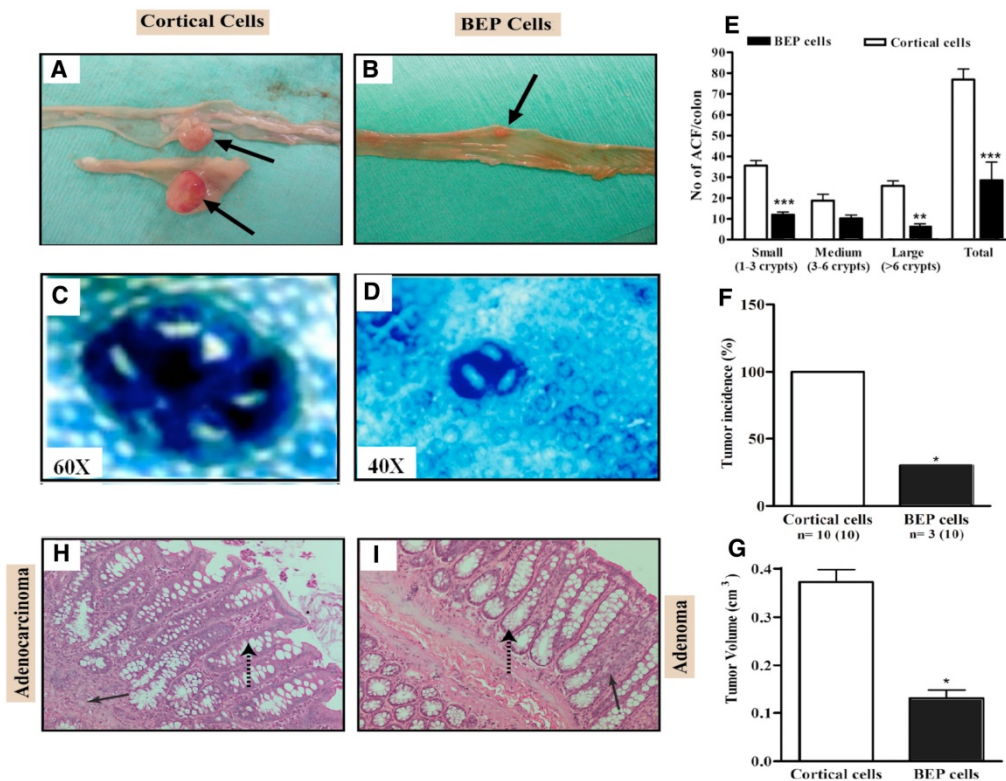 Cortical Cells
BEP Cells
A
B
C
60X
D
40X
Adenocarcinoma
H
I
Adenoma
E
BEP cells
Cortical cells
No of ACF/colon
90
80
70
60
50
40
30
20
10
0
***
**
***
Small
Medium
Large
Total
(1-3 crypts)
(3-6 crypts)
(>6 crypts)
F
Tumor incidence (%)
150
100
50
0
*
Cortical cells
BEP cells
n= 10 (10)
n= 3 (10)
G
Tumor Volume (cm³)
0.4
0.3
0.2
0.1
0.0
*
Cortical cells
BEP cells